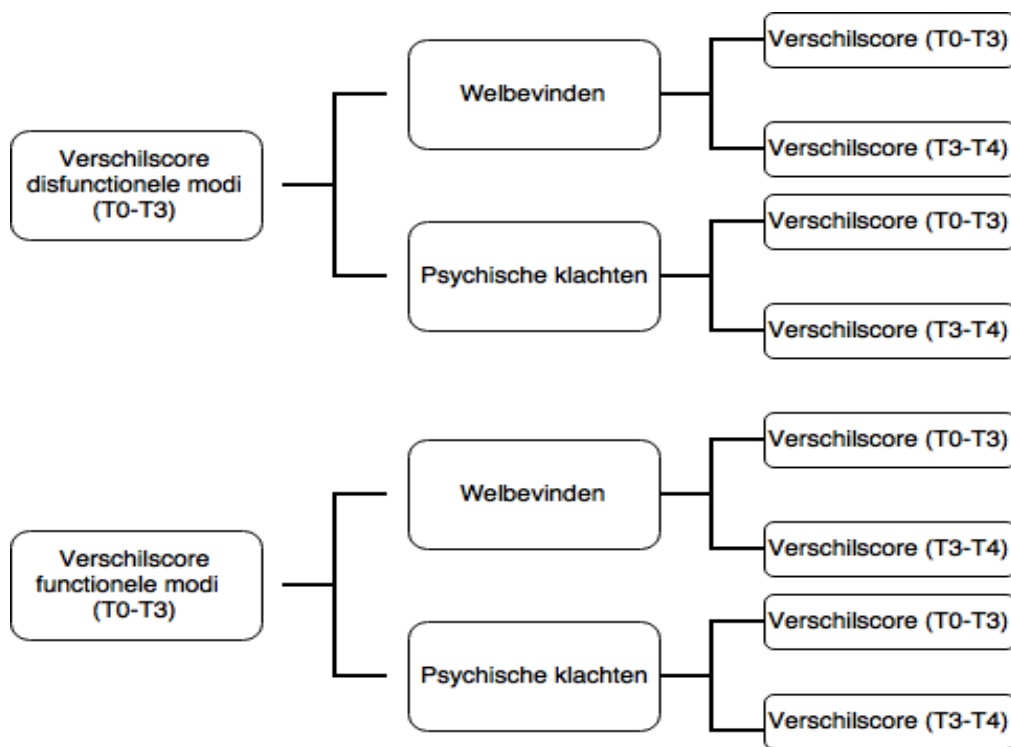 Verschilscore
disfunctionele modi
(T0-T3)
Welbevinden
Verschilscore (T0-T3)
Verschilscore (T3-T4)
Psychische klachten
Verschilscore (T0-T3)
Verschilscore (T3-T4)
Verschilscore
functionele modi
(T0-T3)
Welbevinden
Verschilscore (T0-T3)
Verschilscore (T3-T4)
Psychische klachten
Verschilscore (T0-T3)
Verschilscore (T3-T4)